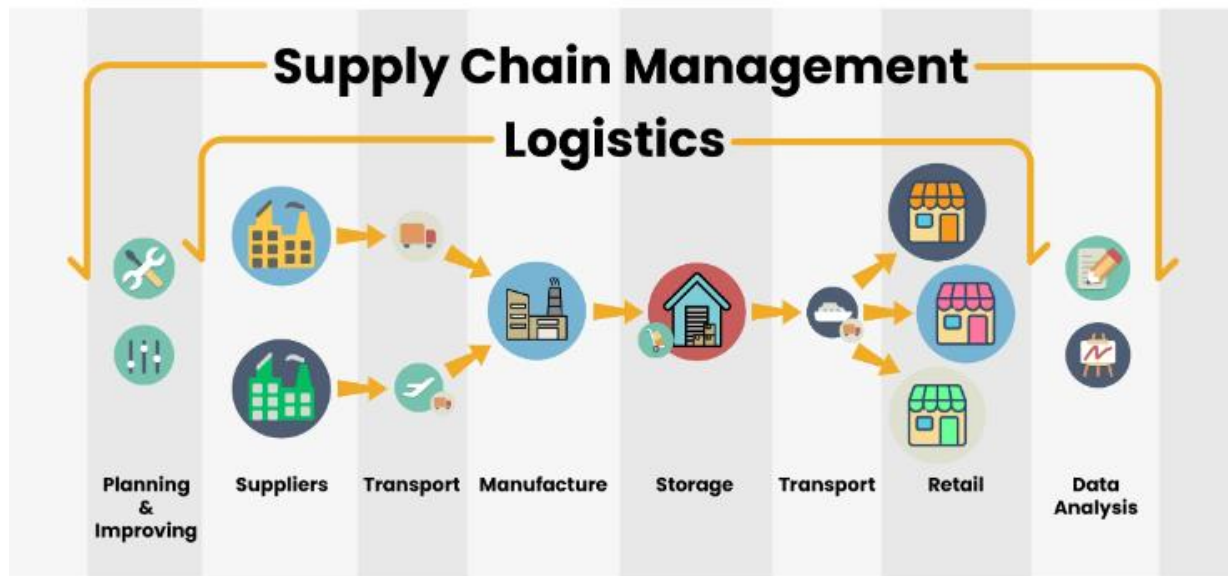 Supply Chain Management
Logistics
Planning
&
Improving
Suppliers
Transport
Manufacture
Storage
Transport
Retail
Data
Analysis